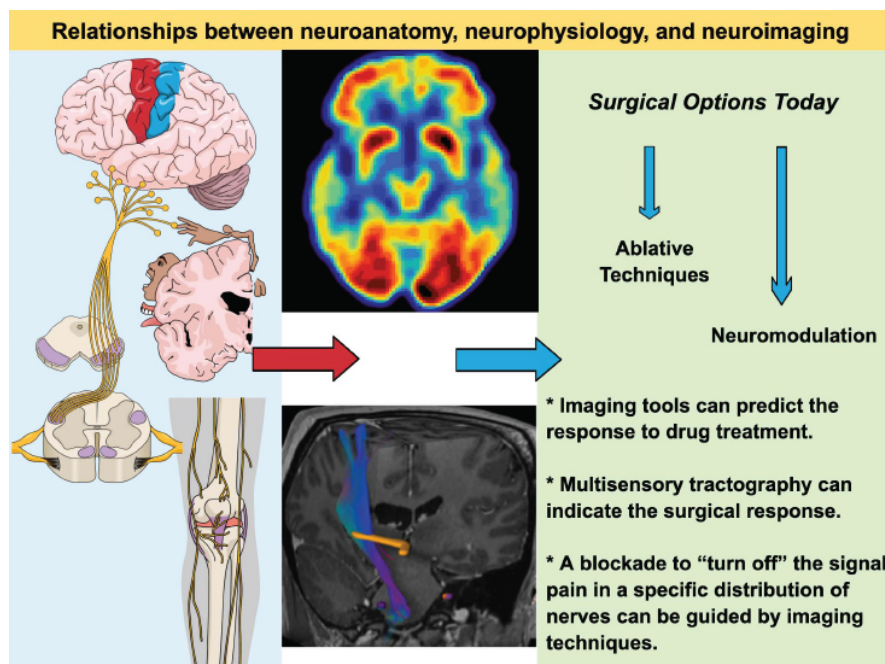 Relationships between neuroanatomy, neurophysiology, and neuroimaging
Surgical Options Today
Ablative
Techniques
Neuromodulation
* Imaging tools can predict the
response to drug treatment.
* Multisensory tractography can
indicate the surgical response.
* A blockade to “turn off” the signal
pain in a specific distribution of
nerves can be guided by imaging
techniques.